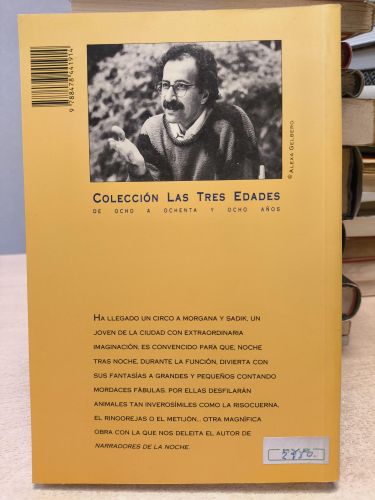 9 788478 441914
© ALEXA GELBERG
COLECCIÓN LAS TRES EDADES
DE OCHO A OCHENTA Y OCHO AÑOS
HA LLEGADO UN CIRCO A MORGANA Y SADIK, UN
JOVEN DE LA CIUDAD CON EXTRAORDINARIA
IMAGINACIÓN, ES CONVENCIDO PARA QUE, NOCHE
TRAS NOCHE, DURANTE LA FUNCIÓN, DIVIERTA CON
SUS FANTASÍAS A GRANDES Y PEQUEÑOS CONTANDO
MORDACES FÁBULAS. POR ELLAS DESFILARÁN
ANIMALES TAN INVEROSÍMILES COMO LA RISOCUERNA,
EL RINOOREJAS O EL METIJÓN,. OTRA MAGNÍFICA
OBRA CON LA QUE NOS DELEITA EL AUTOR DE
NARRADORES DE LA NOCHE.